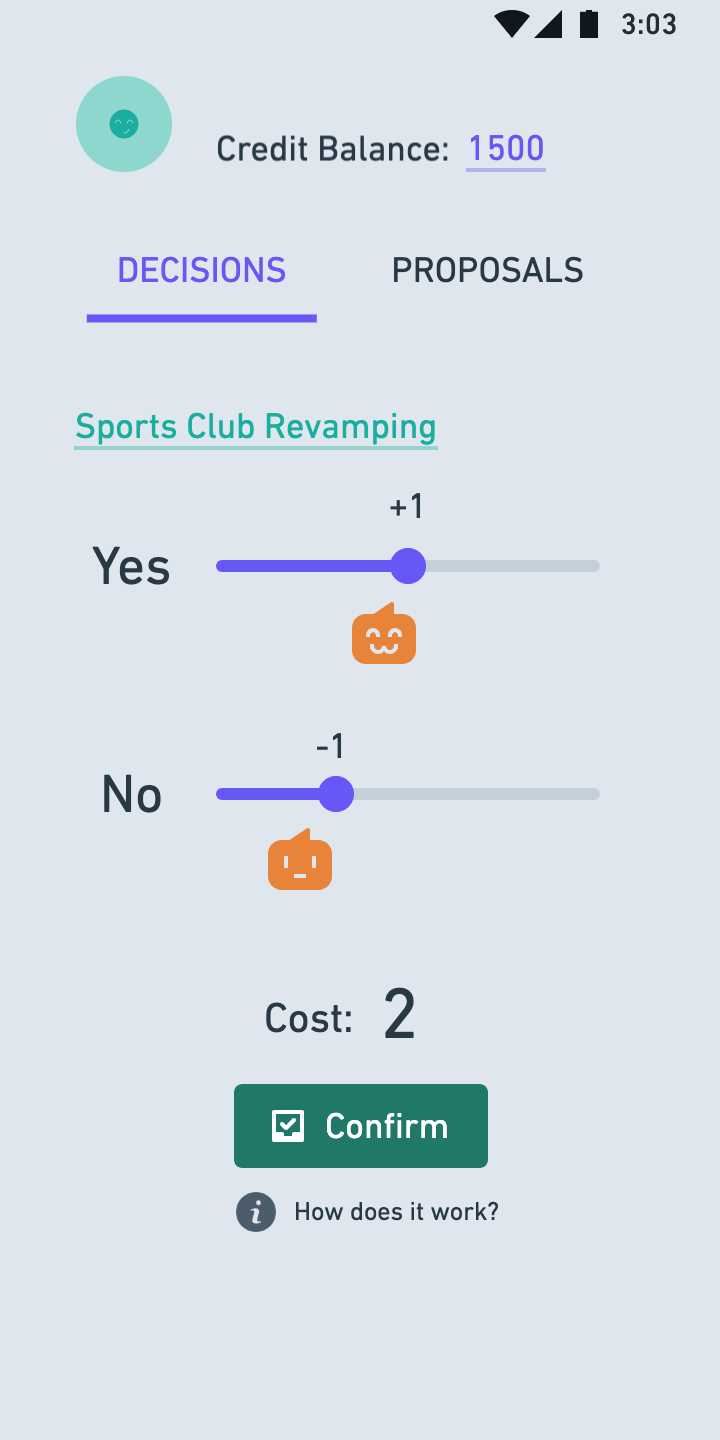 3:03
Credit Balance: 1500
DECISIONS PROPOSALS
Sports Club Revamping
+1
Yes
-1
No
Cost: 2
Confirm
i How does it work?